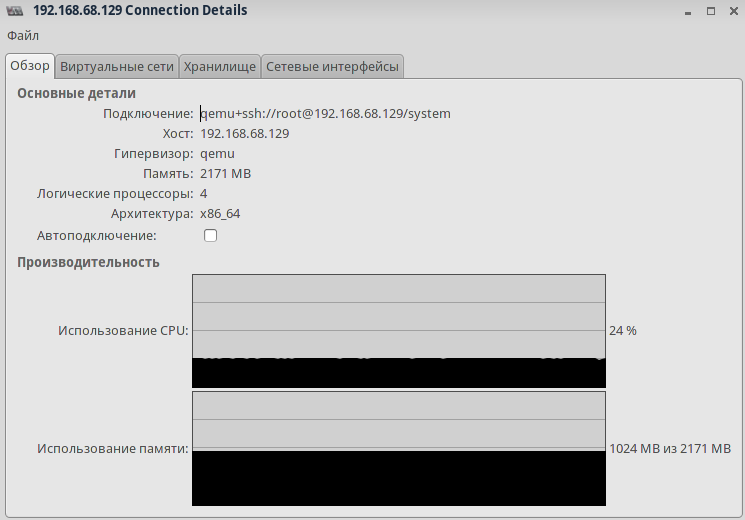 192.168.68.129 Connection Details
Файл
Обзор Виртуальные сети Хранилище Сетевые интерфейсы
Основные детали
Подключение: qemu+ssh://root@192.168.68.129/system
Хост: 192.168.68.129
Гипервизор: qemu
Память: 2171 MB
Логические процессоры: 4
Архитектура: x86_64
Автоподключение:
Производительность
Использование CPU: 24 %
Использование памяти: 1024 MB из 2171 MB